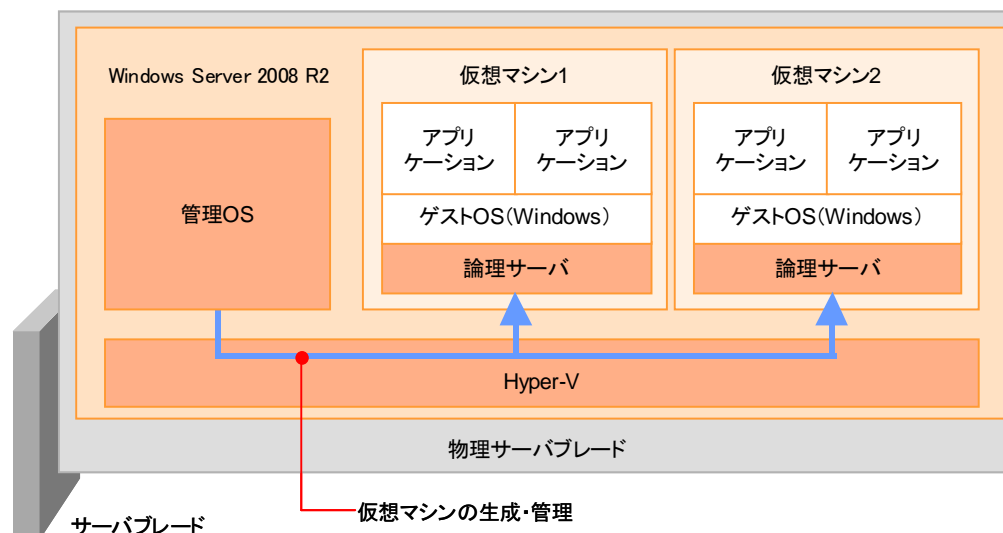 Windows Server 2008 R2
管理OS
仮想マシン1
アプリ
ケーション
アプリ
ケーション
ゲストOS(Windows)
論理サーバ
仮想マシン2
アプリ
ケーション
アプリ
ケーション
ゲストOS(Windows)
論理サーバ
Hyper-V
物理サーバブレード
仮想マシンの生成・管理
サーバブレード